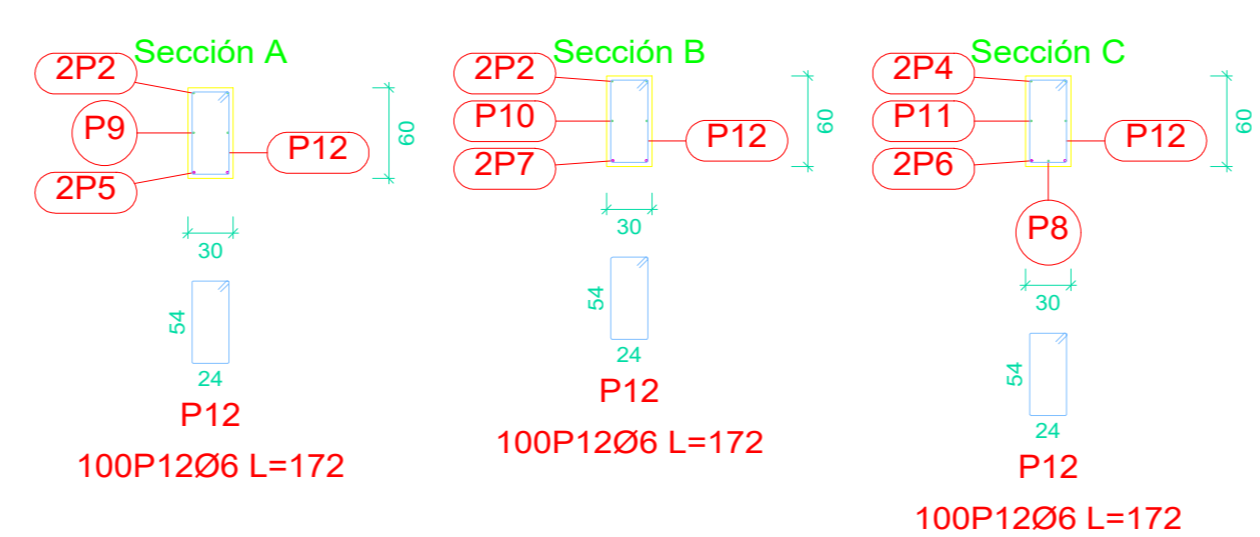 Sección A
2P2
P9
P12
2P5
60
30
54
24
P12
100P12Ø6 L=172
Sección B
2P2
P10
P12
2P7
60
30
54
24
P12
100P12Ø6 L=172
Sección C
2P4
P11
P12
2P6
60
P8
30
54
24
P12
100P12Ø6 L=172